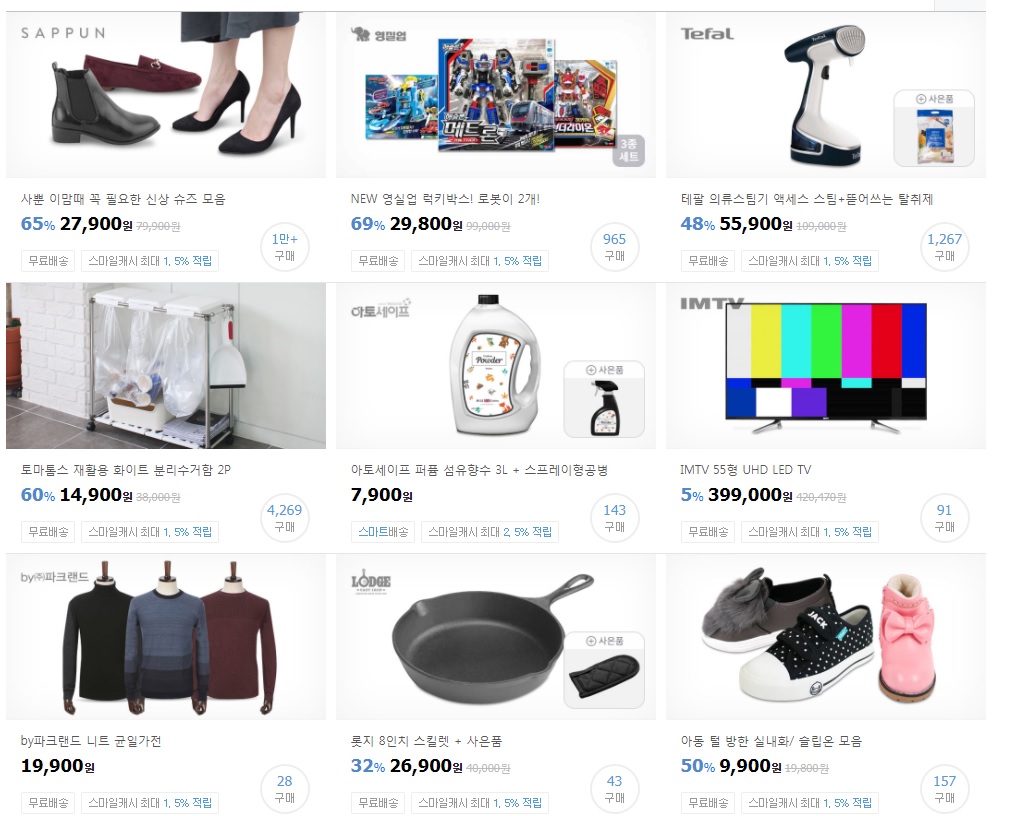 SAPPUN
사뿐 이맘때 꼭 필요한 신상 슈즈 모음
65% 27,900원 79,900원
1만+
구매
무료배송 스마일캐시 최대 1, 5% 적립
영실업
메드론
3종
세트
NEW 영실업 럭키박스! 로봇이 2개!
69% 29,800원 99,000원
965
구매
무료배송 스마일캐시 최대 1, 5% 적립
Tefal
사은품
테팔 의류스팀기 액세스 스팀+뜯어쓰는 탈취제
48% 55,900원 109,000원
1,267
구매
무료배송 스마일캐시 최대 1, 5% 적립
토마톰스 재활용 화이트 분리수거함 2P
60% 14,900원 38,000원
4,269
구매
무료배송 스마일캐시 최대 1, 5% 적립
아토세이프
Powder
사은품
아토세이프 퍼퓸 섬유향수 3L + 스프레이형공병
7,900원
143
구매
스마트배송 스마일캐시 최대 2, 5% 적립
IMTV
IMTV 55형 UHD LED TV
5% 399,000원 420,470원
91
구매
무료배송 스마일캐시 최대 1, 5% 적립
by㈜파크랜드
by파크랜드 니트 균일가전
19,900원
28
구매
무료배송 스마일캐시 최대 1, 5% 적립
LODGE
사은품
롯지 8인치 스킬렛 + 사은품
32% 26,900원 40,000원
43
구매
무료배송 스마일캐시 최대 1, 5% 적립
JACK
아동 털 방한 실내화/ 슬립온 모음
50% 9,900원 19,800원
157
구매
무료배송 스마일캐시 최대 1, 5% 적립